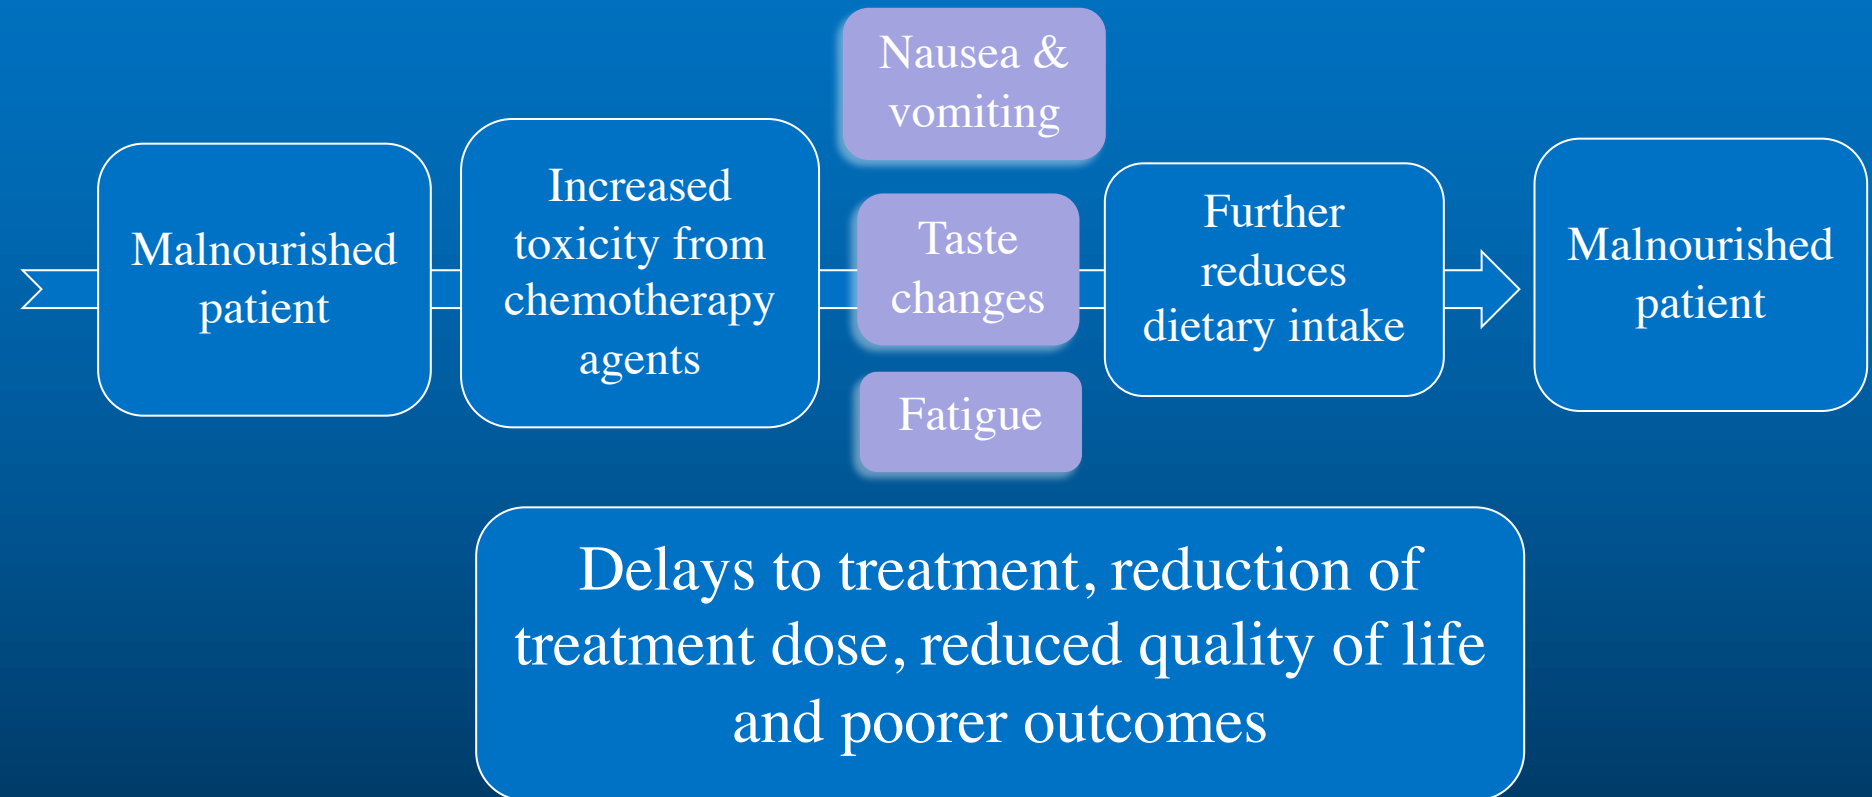 Malnourished
patient
Increased
toxicity from
chemotherapy
agents
Nausea &
vomiting
Taste
changes
Fatigue
Further
reduces
dietary intake
Malnourished
patient
Delays to treatment, reduction of
treatment dose, reduced quality of life
and poorer outcomes